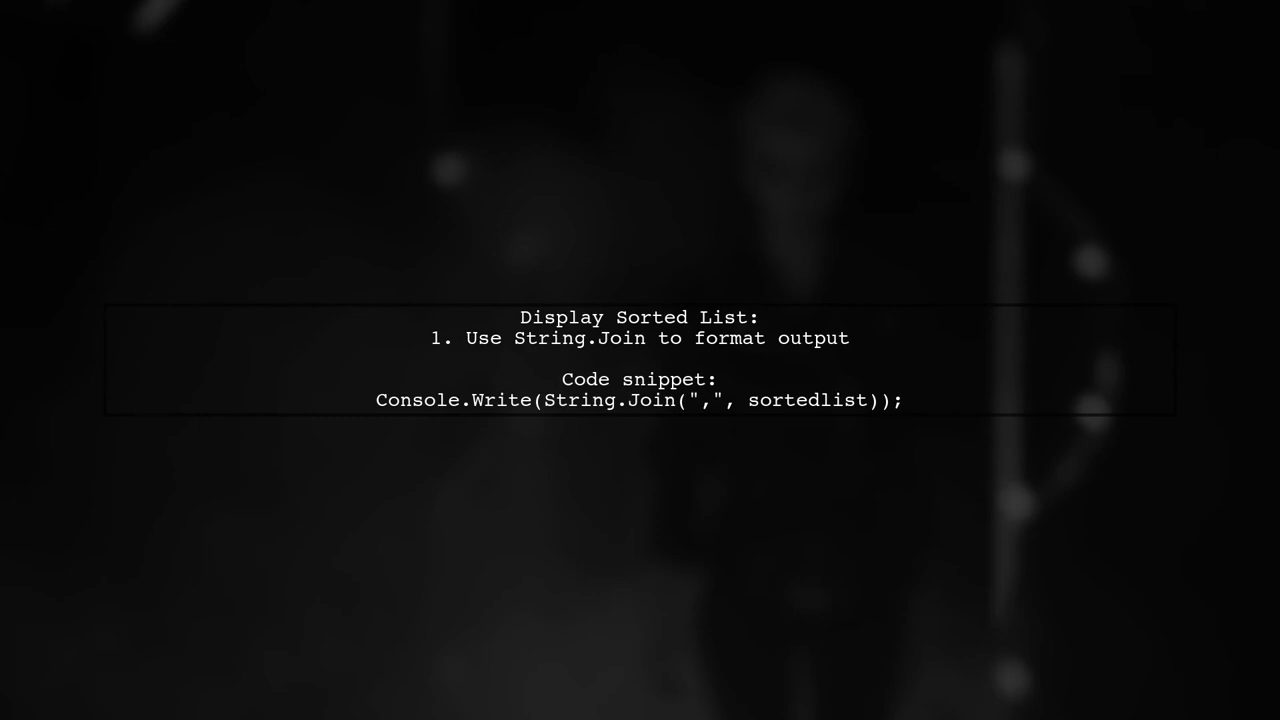 Display Sorted List:
1. Use String.Join to format output
Code snippet:
Console.Write(String.Join(",", sortedlist));